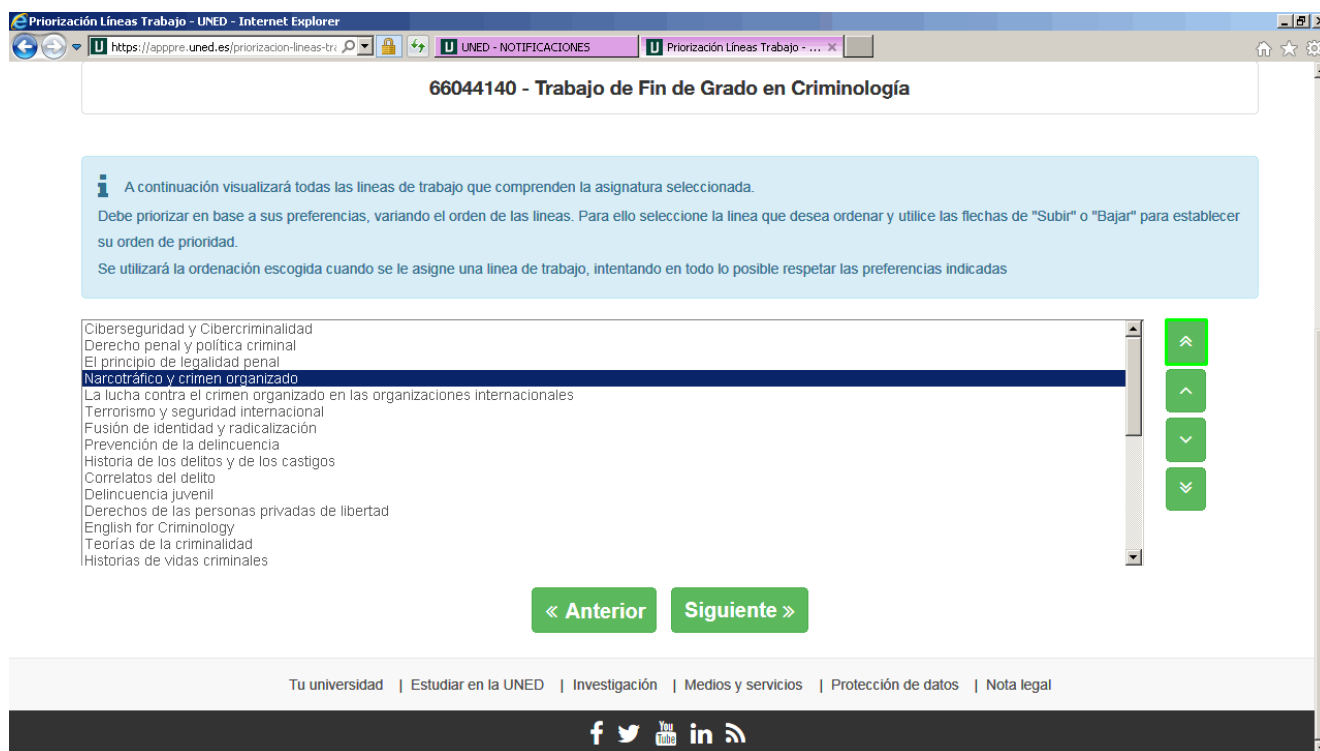 Priorización Líneas Trabajo - UNED - Internet Explorer
https://apppre.uned.es/priorizacion-lineas-tra
UNED - NOTIFICACIONES
Priorización Líneas Trabajo - ...
66044140 - Trabajo de Fin de Grado en Criminología
A continuación visualizará todas las lineas de trabajo que comprenden la asignatura seleccionada.
Debe priorizar en base a sus preferencias, variando el orden de las lineas. Para ello seleccione la linea que desea ordenar y utilice las flechas de "Subir" o "Bajar" para establecer
su orden de prioridad.
Se utilizará la ordenación escogida cuando se le asigne una linea de trabajo, intentando en todo lo posible respetar las preferencias indicadas
Ciberseguridad y Cibercriminalidad
Derecho penal y política criminal
El principio de legalidad penal
Narcotráfico y crimen organizado
La lucha contra el crimen organizado en las organizaciones internacionales
Terrorismo y seguridad internacional
Fusión de identidad y radicalización
Prevención de la delincuencia
Historia de los delitos y de los castigos
Correlatos del delito
Delincuencia juvenil
Derechos de las personas privadas de libertad
English for Criminology
Teorías de la criminalidad
Historias de vidas criminales
« Anterior
Siguiente »
Tu universidad | Estudiar en la UNED | Investigación | Medios y servicios | Protección de datos | Nota legal
You Tube